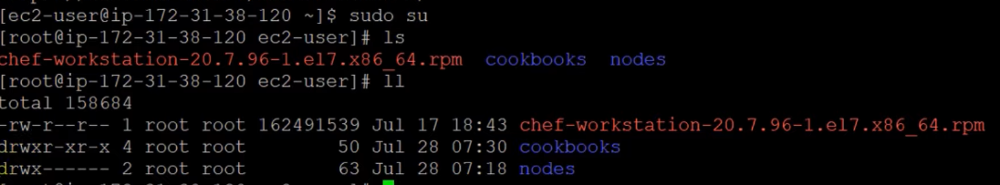 [ec2-user@ip-172-31-38-120 ~]$ sudo su
[root@ip-172-31-38-120 ec2-user]# ls
chef-workstation-20.7.96-1.el7.x86_64.rpm  cookbooks  nodes
[root@ip-172-31-38-120 ec2-user]# ll
total 158684
-rw-r--r-- 1 root root 162491539 Jul 17 18:43 chef-workstation-20.7.96-1.el7.x86_64.rpm
drwxr-xr-x 4 root root        50 Jul 28 07:30 cookbooks
drwx------ 2 root root        63 Jul 28 07:18 nodes